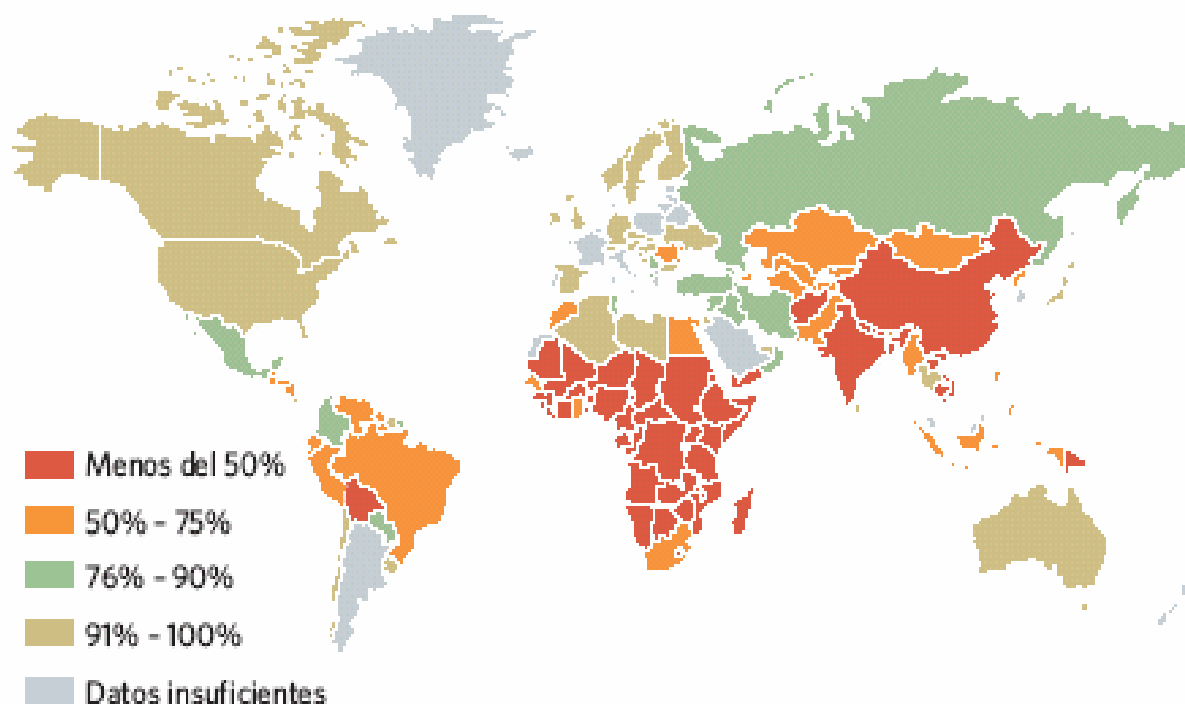 Menos del 50%
50% - 75%
76% - 90%
91% - 100%
Datos insuficientes